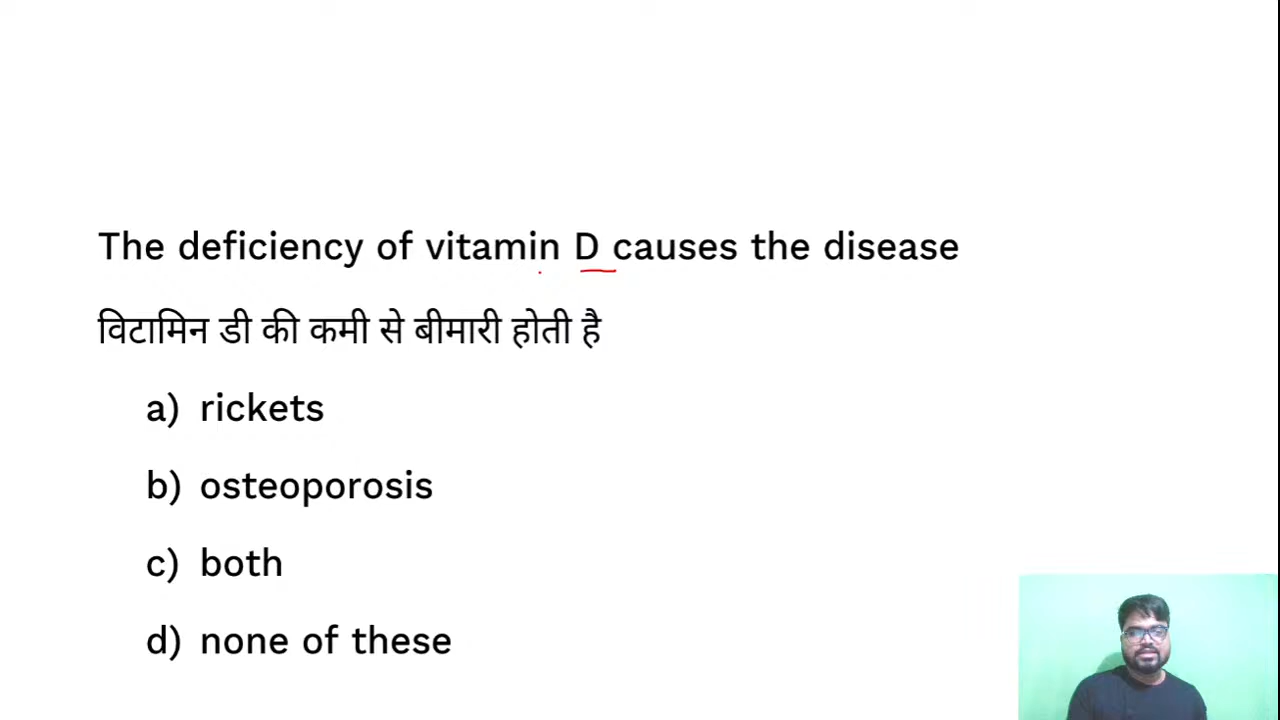 The deficiency of vitamin D causes the disease
विटामिन डी की कमी से बीमारी होती है
a) rickets
b) osteoporosis
c) both
d) none of these